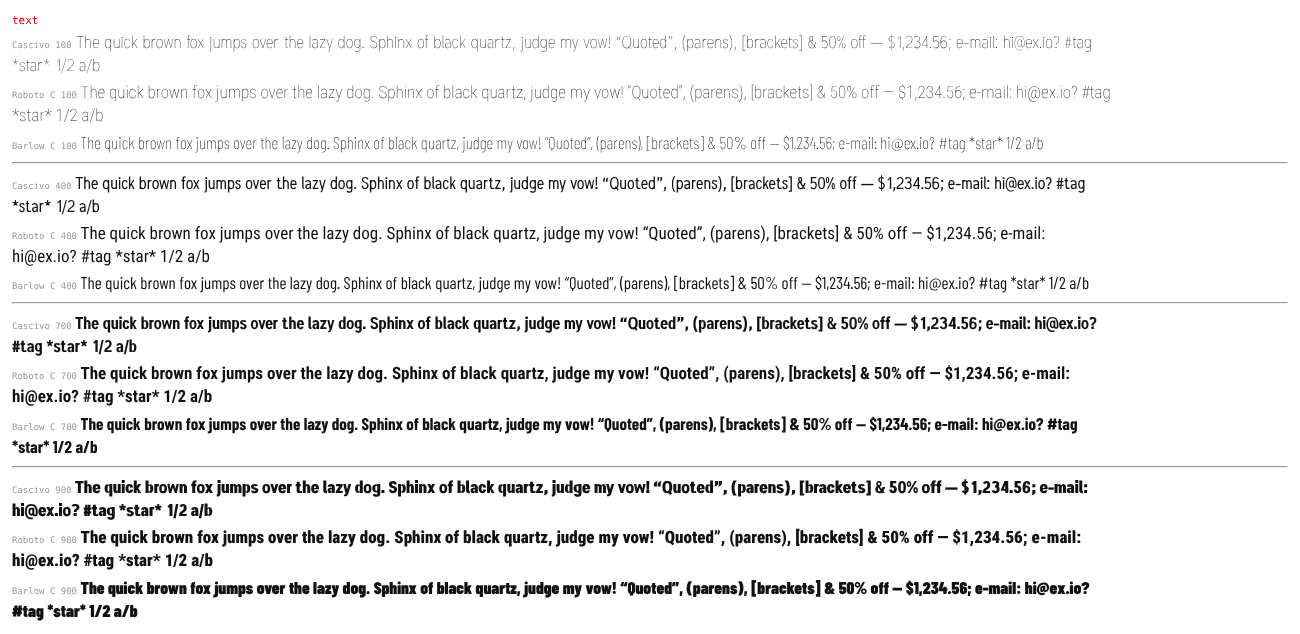 text
Cascivo 100 The quick brown fox jumps over the lazy dog. Sphinx of black quartz, judge my vow! “Quoted”, (parens), [brackets] & 50% off — $1,234.56; e-mail: hi@ex.io? #tag
*star* 1/2 a/b
Roboto C 100 The quick brown fox jumps over the lazy dog. Sphinx of black quartz, judge my vow! “Quoted”, (parens), [brackets] & 50% off — $1,234.56; e-mail: hi@ex.io? #tag
*star* 1/2 a/b
Barlow C 100 The quick brown fox jumps over the lazy dog. Sphinx of black quartz, judge my vow! “Quoted”, (parens), [brackets] & 50% off — $1,234.56; e-mail: hi@ex.io? #tag *star* 1/2 a/b
Cascivo 400 The quick brown fox jumps over the lazy dog. Sphinx of black quartz, judge my vow! “Quoted”, (parens), [brackets] & 50% off — $1,234.56; e-mail: hi@ex.io? #tag
*star* 1/2 a/b
Roboto C 400 The quick brown fox jumps over the lazy dog. Sphinx of black quartz, judge my vow! “Quoted”, (parens), [brackets] & 50% off — $1,234.56; e-mail:
hi@ex.io? #tag *star* 1/2 a/b
Barlow C 400 The quick brown fox jumps over the lazy dog. Sphinx of black quartz, judge my vow! “Quoted”, (parens), [brackets] & 50% off — $1,234.56; e-mail: hi@ex.io? #tag *star* 1/2 a/b
Cascivo 700 The quick brown fox jumps over the lazy dog. Sphinx of black quartz, judge my vow! “Quoted”, (parens), [brackets] & 50% off — $1,234.56; e-mail: hi@ex.io?
#tag *star* 1/2 a/b
Roboto C 700 The quick brown fox jumps over the lazy dog. Sphinx of black quartz, judge my vow! “Quoted”, (parens), [brackets] & 50% off — $1,234.56; e-mail:
hi@ex.io? #tag *star* 1/2 a/b
Barlow C 700 The quick brown fox jumps over the lazy dog. Sphinx of black quartz, judge my vow! “Quoted”, (parens), [brackets] & 50% off — $1,234.56; e-mail: hi@ex.io? #tag
*star* 1/2 a/b
Cascivo 900 The quick brown fox jumps over the lazy dog. Sphinx of black quartz, judge my vow! “Quoted”, (parens), [brackets] & 50% off — $1,234.56; e-mail:
hi@ex.io? #tag *star* 1/2 a/b
Roboto C 900 The quick brown fox jumps over the lazy dog. Sphinx of black quartz, judge my vow! “Quoted”, (parens), [brackets] & 50% off — $1,234.56; e-mail:
hi@ex.io? #tag *star* 1/2 a/b
Barlow C 900 The quick brown fox jumps over the lazy dog. Sphinx of black quartz, judge my vow! “Quoted”, (parens), [brackets] & 50% off — $1,234.56; e-mail: hi@ex.io?
#tag *star* 1/2 a/b